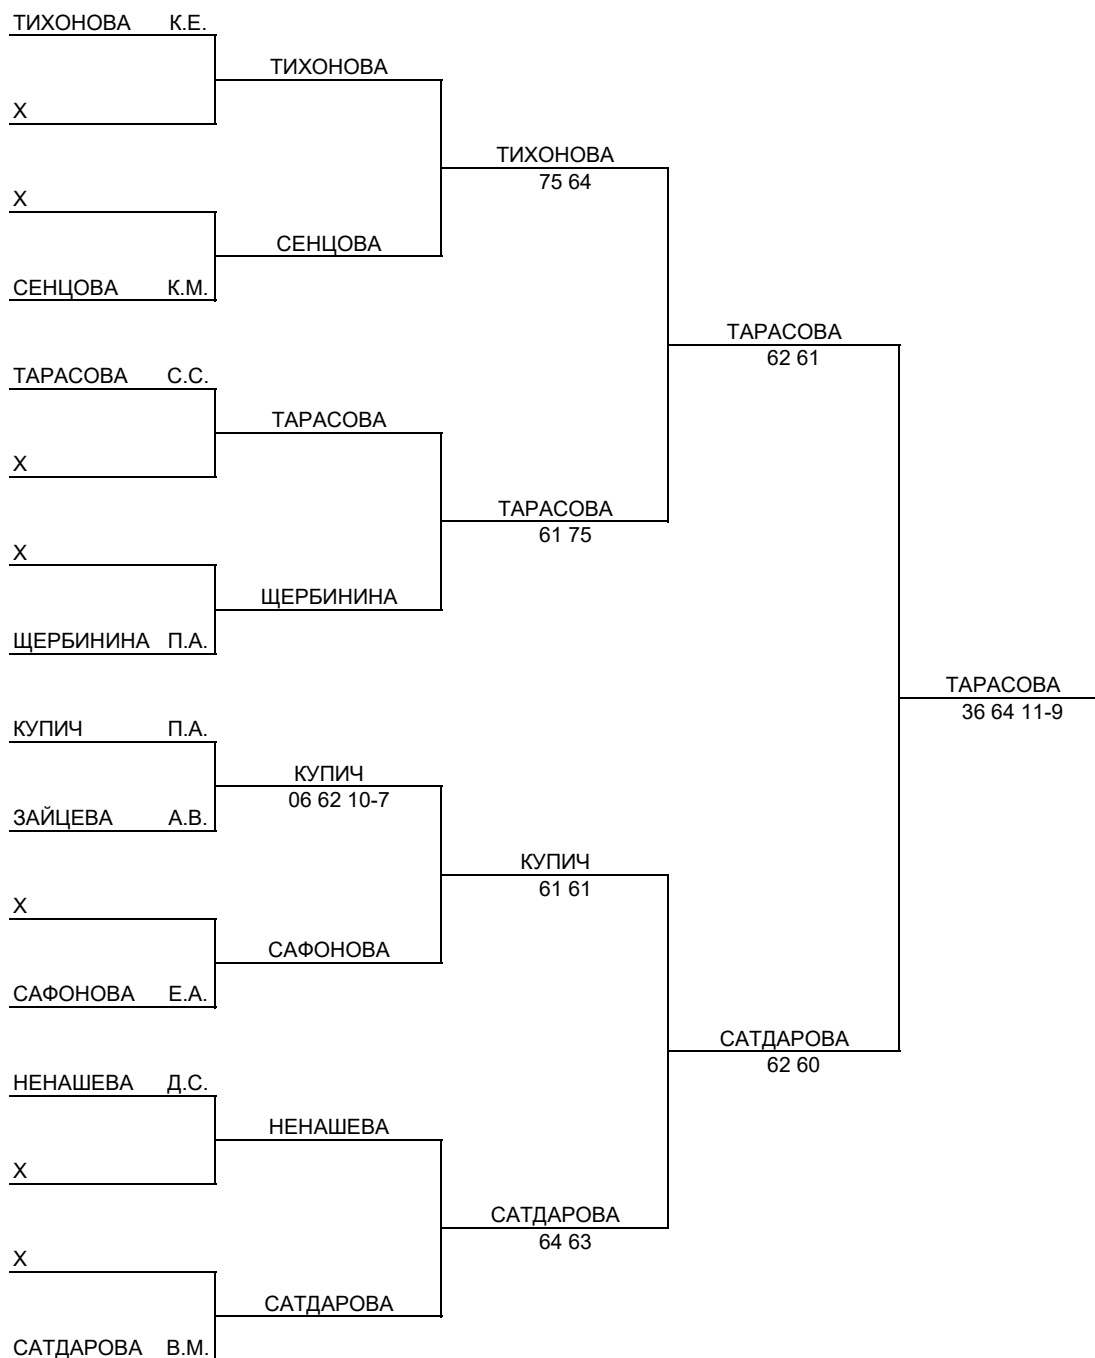 ТИХОНОВА К.Е.
ТИХОНОВА
Х
ТИХОНОВА
75 64
Х
СЕНЦОВА
СЕНЦОВА К.М.
ТАРАСОВА
62 61
ТАРАСОВА С.С.
ТАРАСОВА
Х
ТАРАСОВА
61 75
Х
ЩЕРБИНИНА
ЩЕРБИНИНА П.А.
ТАРАСОВА
36 64 11-9
КУПИЧ П.А.
КУПИЧ
06 62 10-7
ЗАЙЦЕВА А.В.
КУПИЧ
61 61
Х
САФОНОВА
САФОНОВА Е.А.
САТДАРОВА
62 60
НЕНАШЕВА Д.С.
НЕНАШЕВА
Х
САТДАРОВА
64 63
Х
САТДАРОВА
САТДАРОВА В.М.